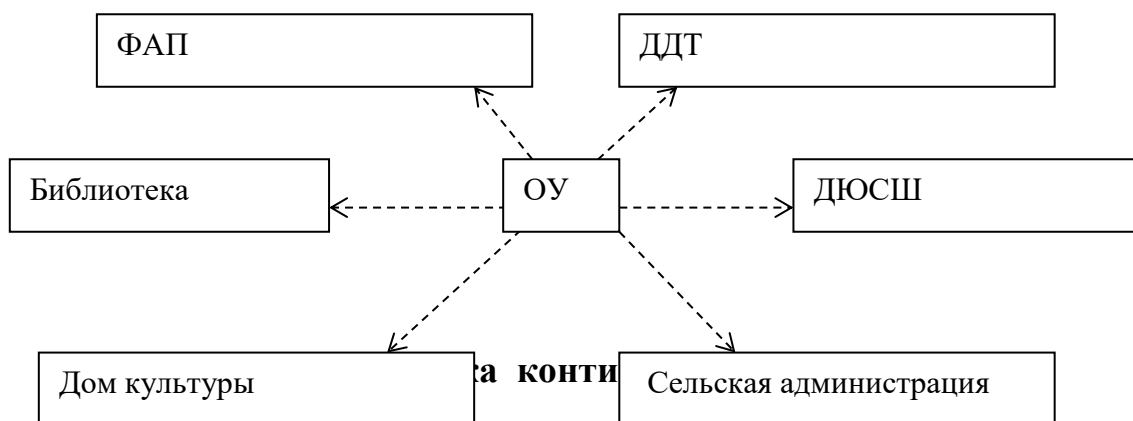 ФАП
ДДТ
Библиотека
ОУ
ДЮСШ
Дом культуры
Сельская администрация